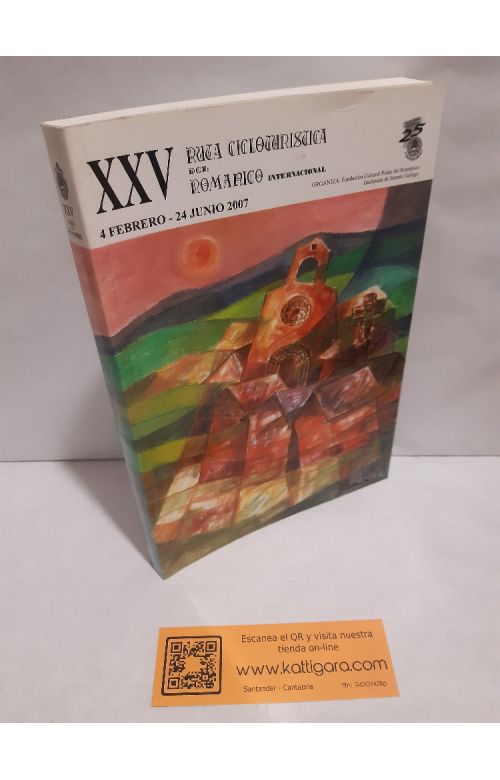 XXV
RUTA CICLOTURISTICA
DEL
ROMANICO INTERNACIONAL
ORGANIZA: Fundación Cultural Rutas del Románico
Declarada de Interés Gallego
4 FEBRERO - 24 JUNIO 2007
25
XXV
Escanea el QR y visita nuestra
tienda on-line
www.kattigara.com
Santander - Cantabria